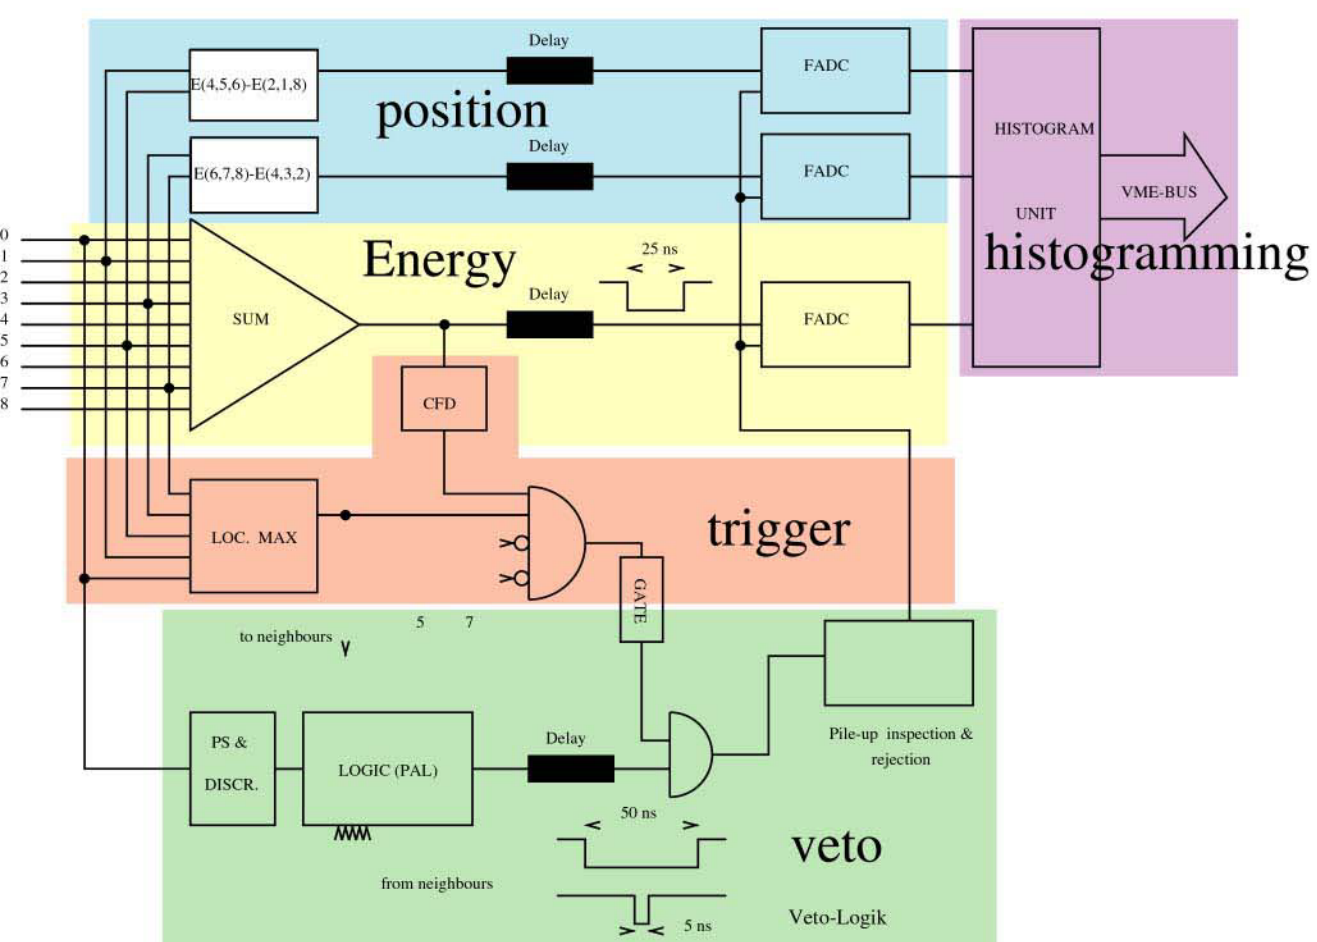 Delay
FADC
E(4,5,6)-E(2,1,8)
position
HISTOGRAM
Delay
FADC
E(6,7,8)-E(4,3,2)
VME-BUS
UNIT
0
1
2
3
4
5
6
7
8
Energy
25 ns
histogramming
Delay
SUM
FADC
CFD
LOC. MAX
trigger
GATE
5 7
to neighbours
PS &
DISCR.
LOGIC (PAL)
Delay
Pile-up inspection &
rejection
50 ns
veto
from neighbours
5 ns
Veto-Logik